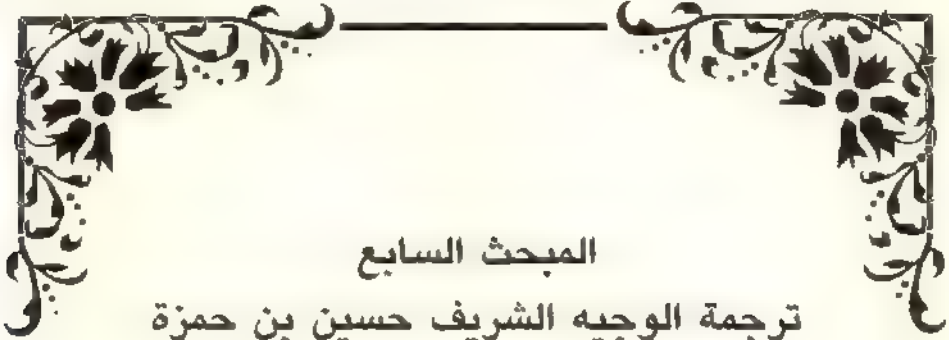 المبحث السابع
ترجمة الوجيه الشريف حسين بن حمزة